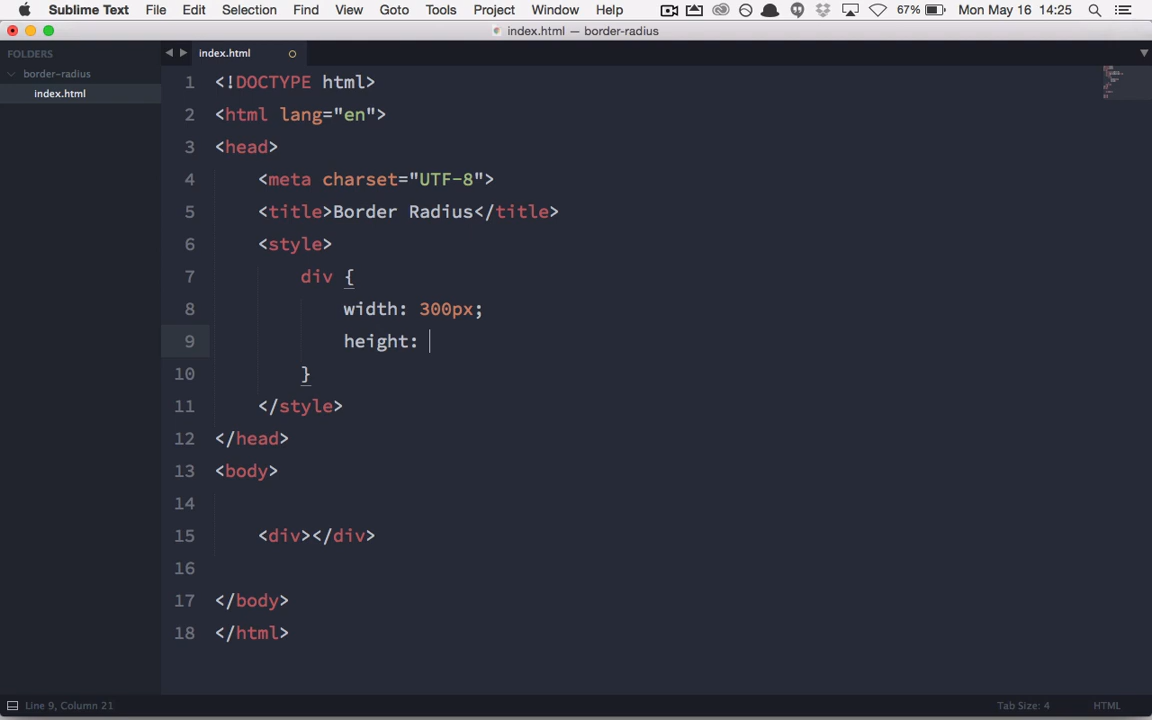 Sublime Text File Edit Selection Find View Goto Tools Project Window Help 67% Mon May 16 14:25
index.html — border-radius
FOLDERS
border-radius
index.html
index.html
1 <!DOCTYPE html>
2 <html lang="en">
3 <head>
4 <meta charset="UTF-8">
5 <title>Border Radius</title>
6 <style>
7 div {
8 width: 300px;
9 height:
10 }
11 </style>
12 </head>
13 <body>
14
15 <div></div>
16
17 </body>
18 </html>
Line 9, Column 21 Tab Size: 4 HTML